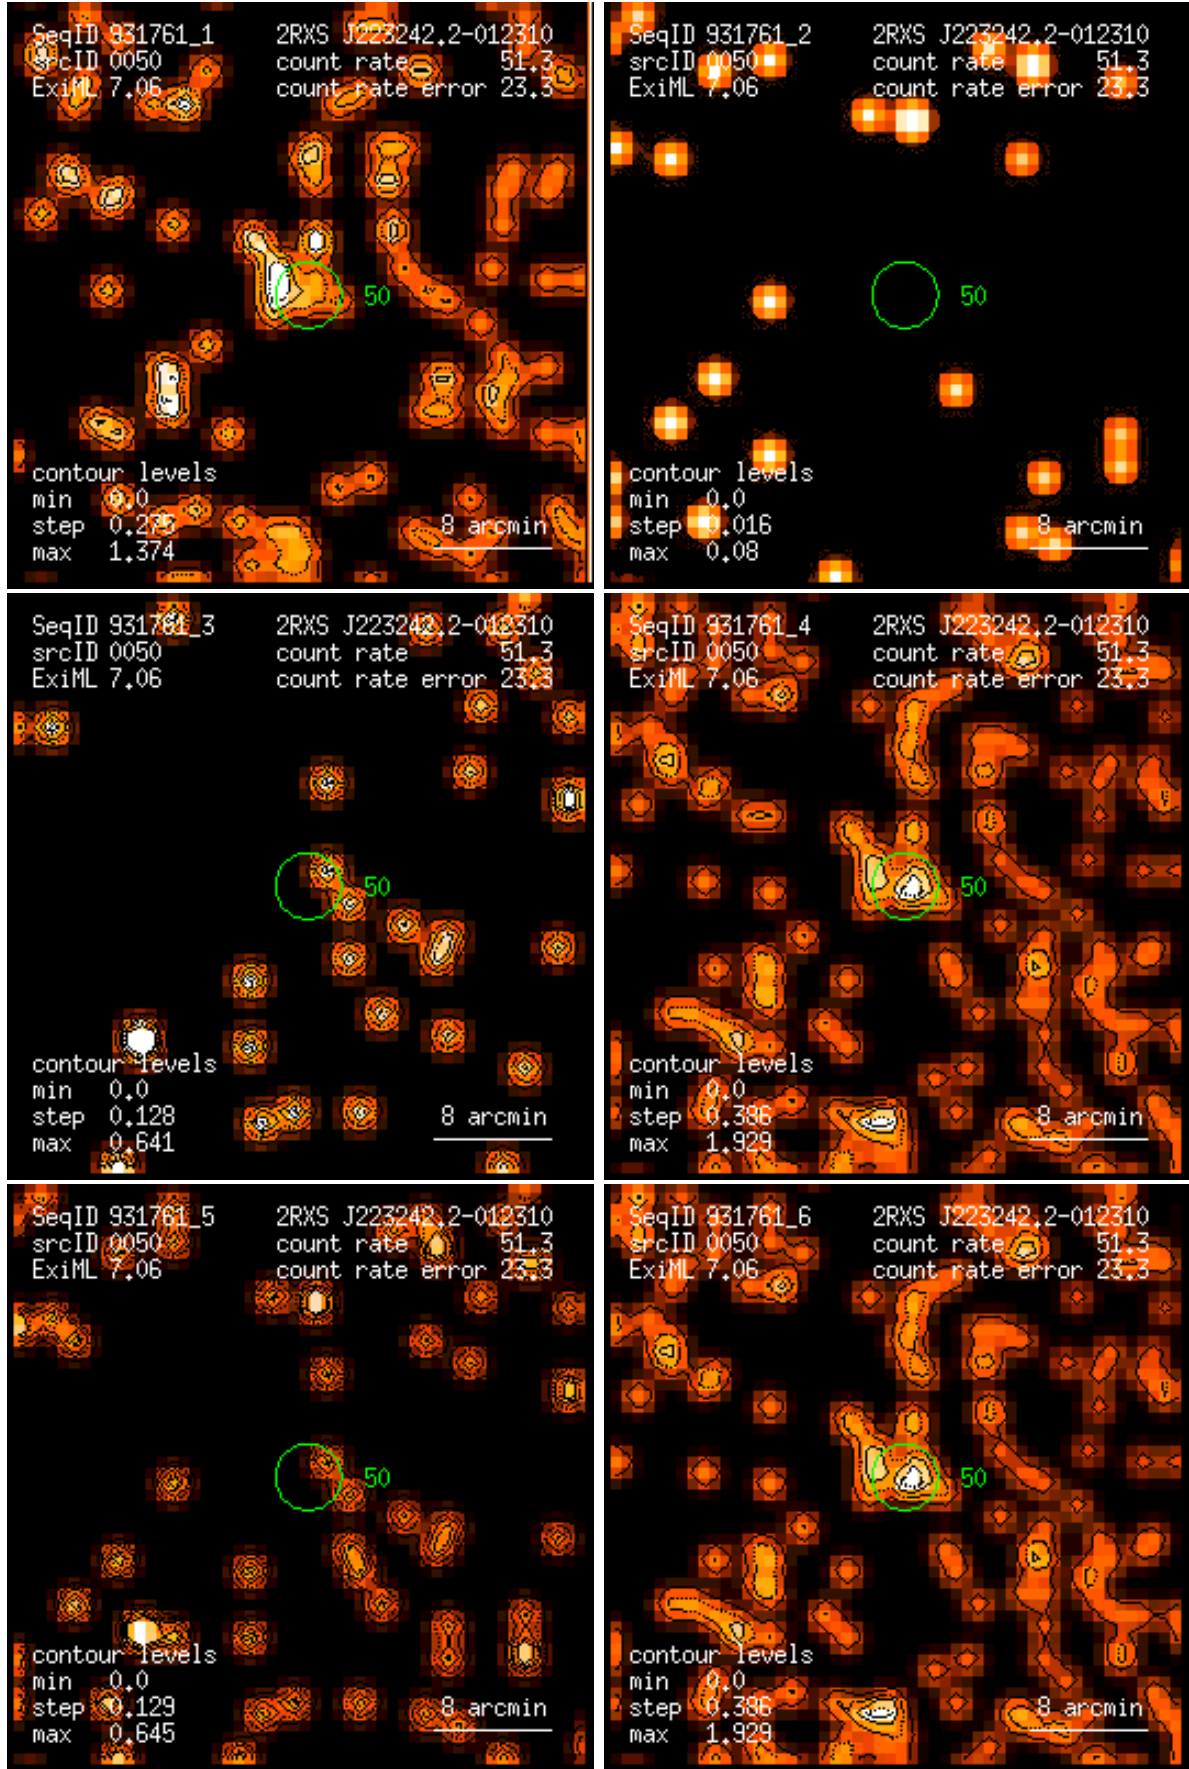 SeqID 931761_1 2RXS J223242.2-012310
srcID 0050 count rate 51.3
ExiML 7.06 count rate error 23.3
50
contour levels
min 0.0
step 0.275 8 arcmin
max 1.374
SeqID 931761_2 2RXS J223242.2-012310
srcID 0050 count rate 51.3
ExiML 7.06 count rate error 23.3
50
contour levels
min 0.0
step 0.016 8 arcmin
max 0.08
SeqID 931761_3 2RXS J223242.2-012310
srcID 0050 count rate 51.3
ExiML 7.06 count rate error 23.3
50
contour levels
min 0.0
step 0.128 8 arcmin
max 0.641
SeqID 931761_4 2RXS J223242.2-012310
srcID 0050 count rate 51.3
ExiML 7.06 count rate error 23.3
50
contour levels
min 0.0
step 0.386 8 arcmin
max 1.929
SeqID 931761_5 2RXS J223242.2-012310
srcID 0050 count rate 51.3
ExiML 7.06 count rate error 23.3
50
contour levels
min 0.0
step 0.129 8 arcmin
max 0.645
SeqID 931761_6 2RXS J223242.2-012310
srcID 0050 count rate 51.3
ExiML 7.06 count rate error 23.3
50
contour levels
min 0.0
step 0.386 8 arcmin
max 1.929